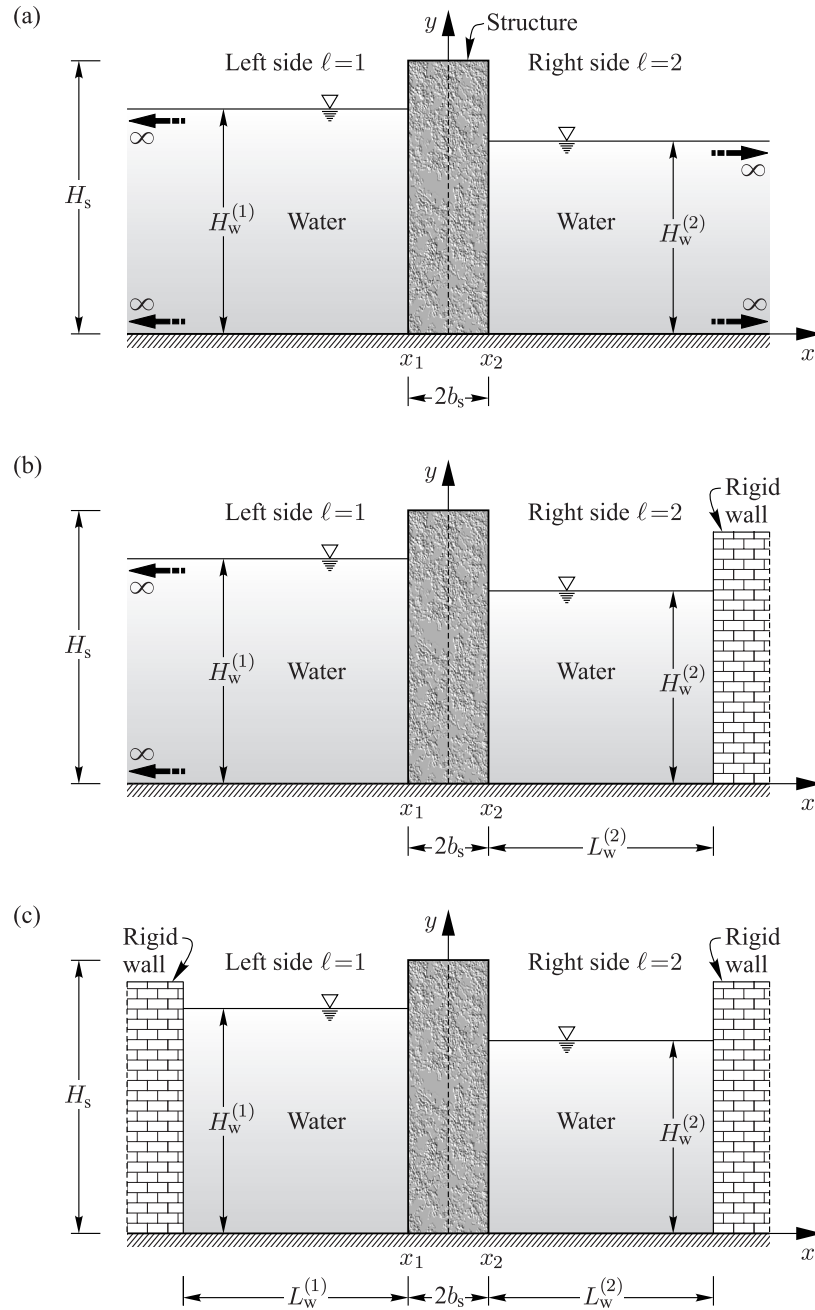 (a)
y
Structure
Left side ℓ=1
Right side ℓ=2
∞
∞
H_s
H_w^(1)
Water
Water
H_w^(2)
∞
∞
x_1
x_2
x
2b_s
(b)
y
Rigid
wall
Left side ℓ=1
Right side ℓ=2
∞
H_s
H_w^(1)
Water
Water
H_w^(2)
∞
x_1
x_2
x
2b_s
L_w^(2)
(c)
y
Rigid
wall
Left side ℓ=1
Right side ℓ=2
Rigid
wall
H_s
H_w^(1)
Water
Water
H_w^(2)
x_1
x_2
x
L_w^(1)
2b_s
L_w^(2)